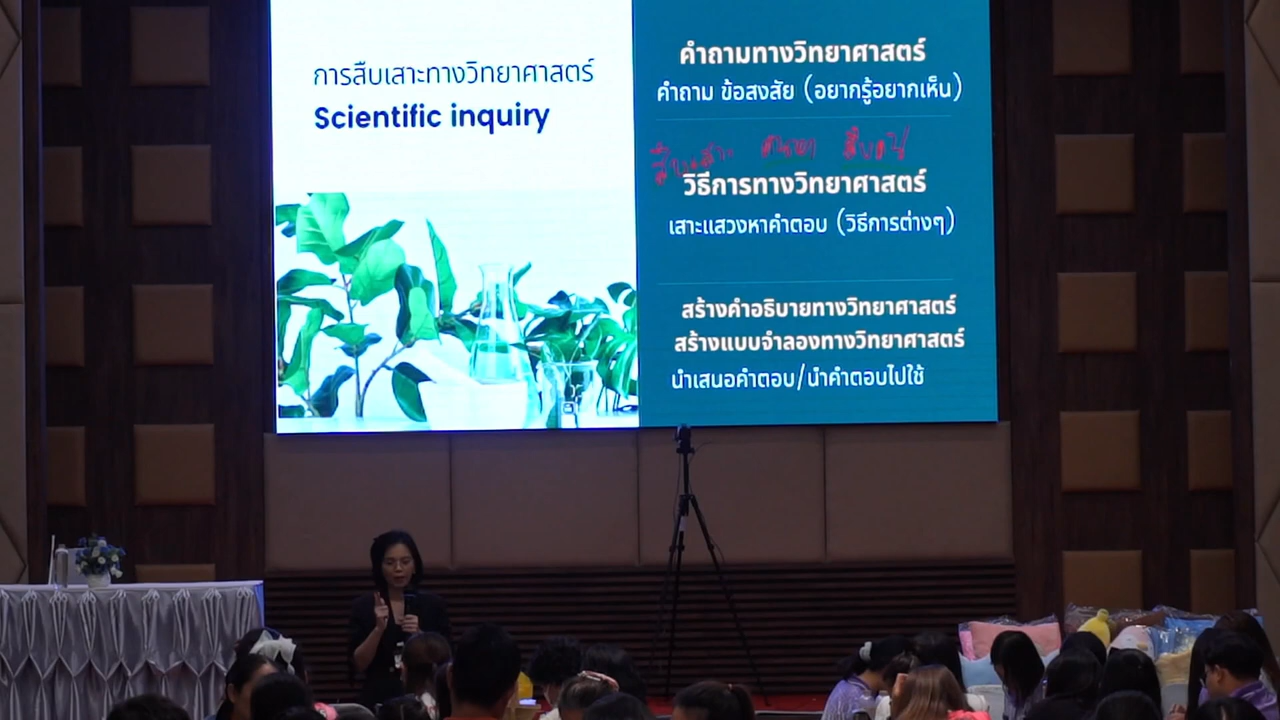 การสืบเสาะทางวิทยาศาสตร์
Scientific inquiry
คำถามทางวิทยาศาสตร์
คำถาม ข้อสงสัย (อยากรู้อยากเห็น)
วิธีการทางวิทยาศาสตร์
เสาะแสวงหาคำตอบ (วิธีการต่างๆ)
สร้างคำอธิบายทางวิทยาศาสตร์
สร้างแบบจำลองทางวิทยาศาสตร์
นำเสนอคำตอบ/นำคำตอบไปใช้